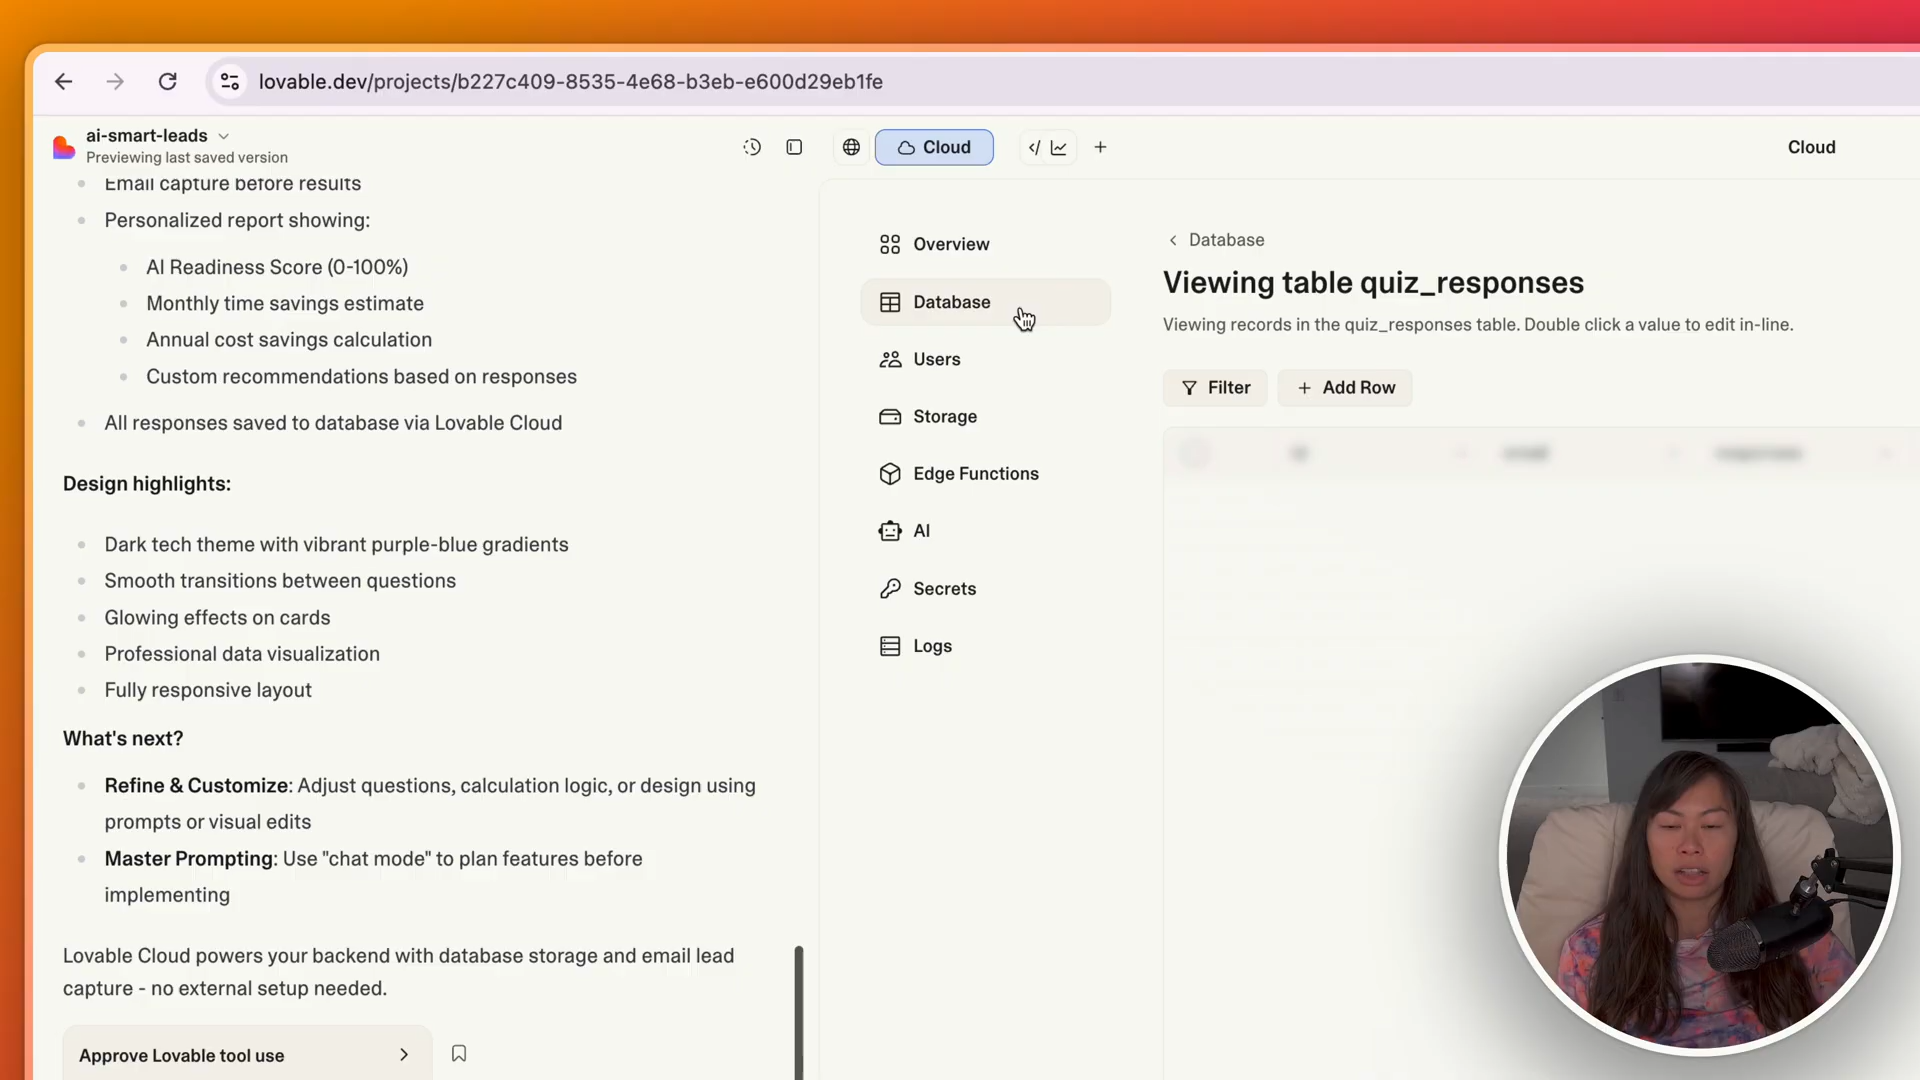 lovable.dev/projects/b227c409-8535-4e68-b3eb-e600d29eb1fe
ai-smart-leads
Previewing last saved version
Cloud
Cloud
Email capture before results
Personalized report showing:
AI Readiness Score (0-100%)
Monthly time savings estimate
Annual cost savings calculation
Custom recommendations based on responses
All responses saved to database via Lovable Cloud
Design highlights:
Dark tech theme with vibrant purple-blue gradients
Smooth transitions between questions
Glowing effects on cards
Professional data visualization
Fully responsive layout
What's next?
Refine & Customize: Adjust questions, calculation logic, or design using
prompts or visual edits
Master Prompting: Use "chat mode" to plan features before
implementing
Lovable Cloud powers your backend with database storage and email lead
capture - no external setup needed.
Approve Lovable tool use
Overview
Database
Users
Storage
Edge Functions
AI
Secrets
Logs
Database
Viewing table quiz_responses
Viewing records in the quiz_responses table. Double click a value to edit in-line.
Filter
Add Row